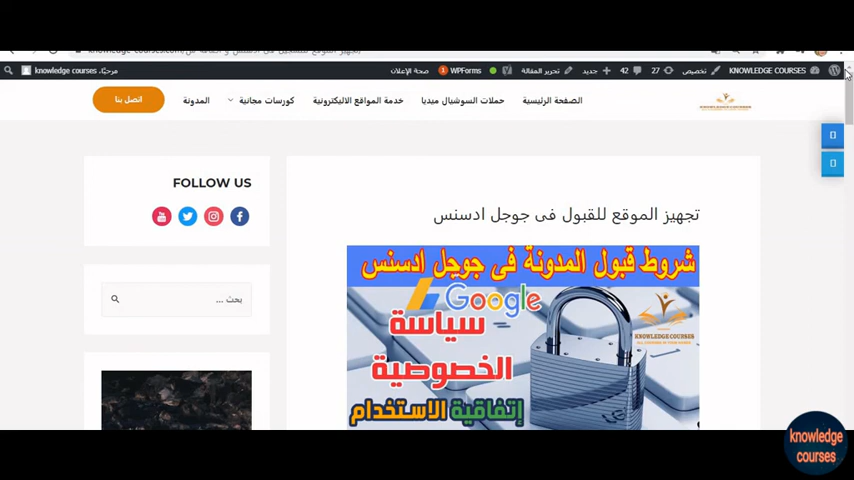 مرحبًا، knowledge courses
صحة الإعلان
1 WPForms
تحرير المقالة
جديد
42
27
تخصيص
KNOWLEDGE COURSES
الصفحة الرئيسية
حملات السوشيال ميديا
خدمة المواقع الاليكترونية
كورسات مجانية
المدونة
اتصل بنا
FOLLOW US
بحث ...
تجهيز الموقع للقبول فى جوجل ادسنس
شروط قبول المدونة فى جوجل ادسنس
Google
سياسة
الخصوصية
إتفاقية الاستخدام
KNOWLEDGE COURSES
knowledge
courses